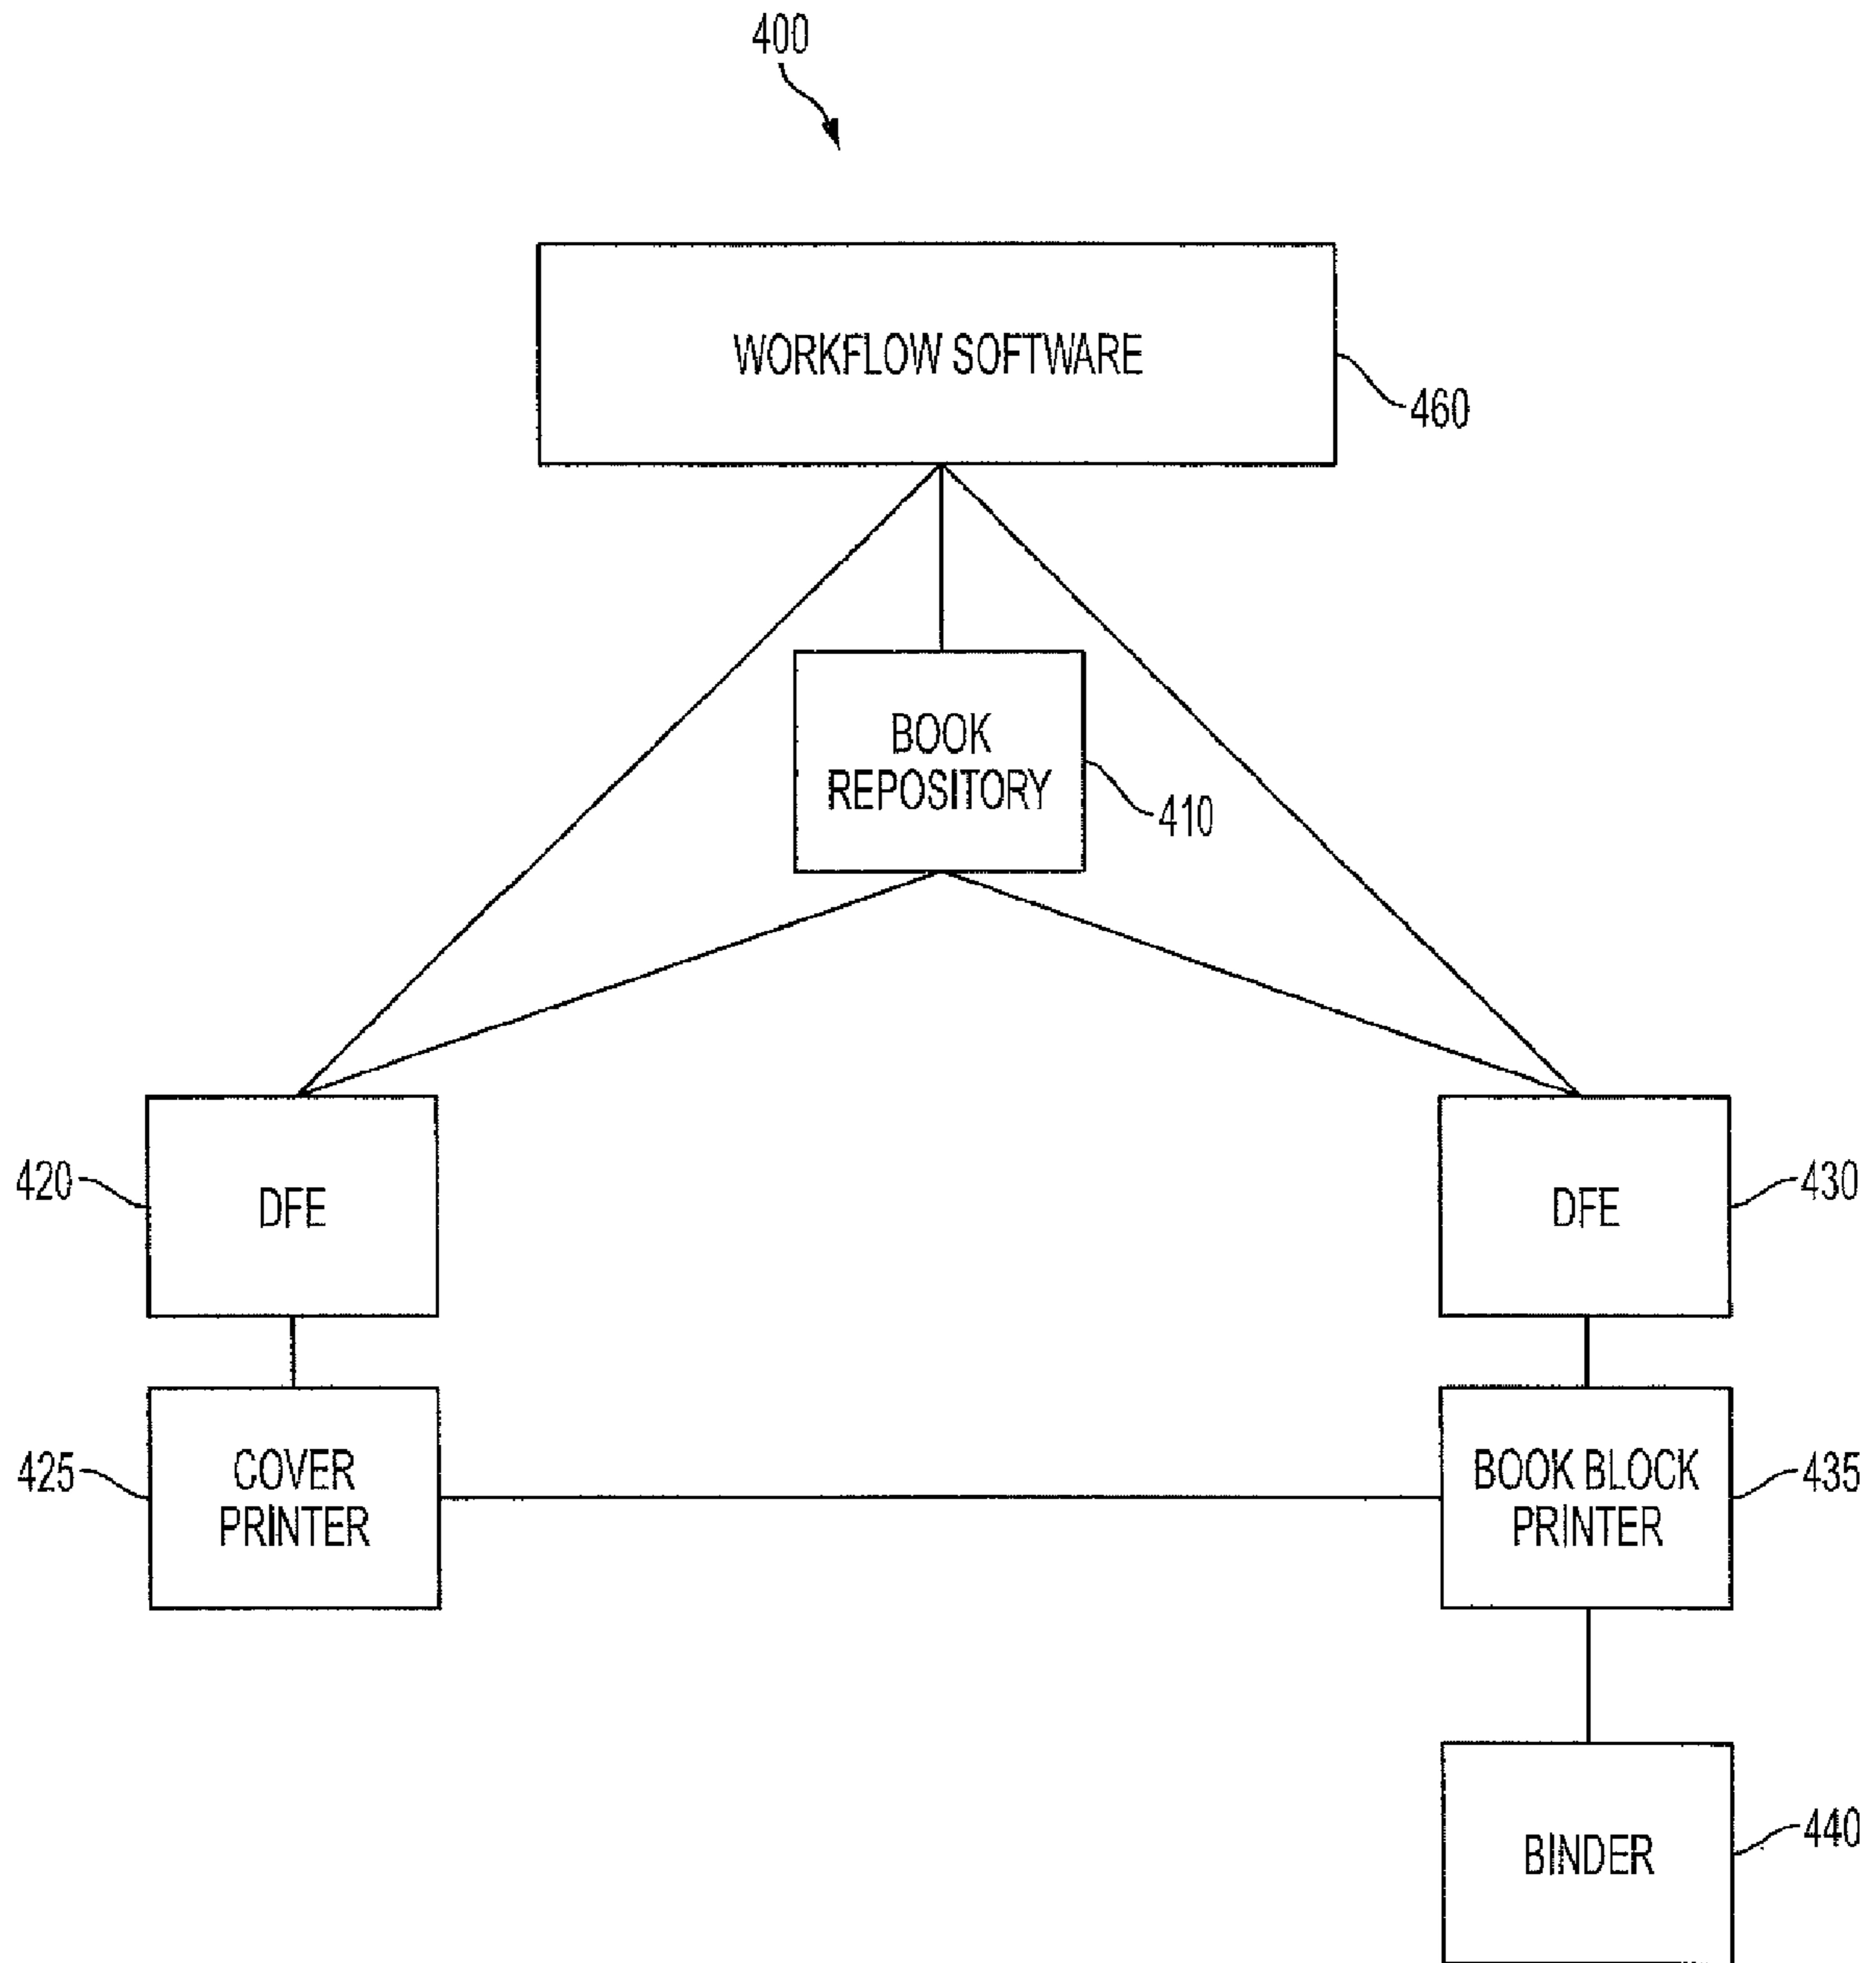 400
WORKFLOW SOFTWARE
460
BOOK
REPOSITORY
410
420
DFE
DFE
430
425
COVER
PRINTER
BOOK BLOCK
PRINTER
435
BINDER
440